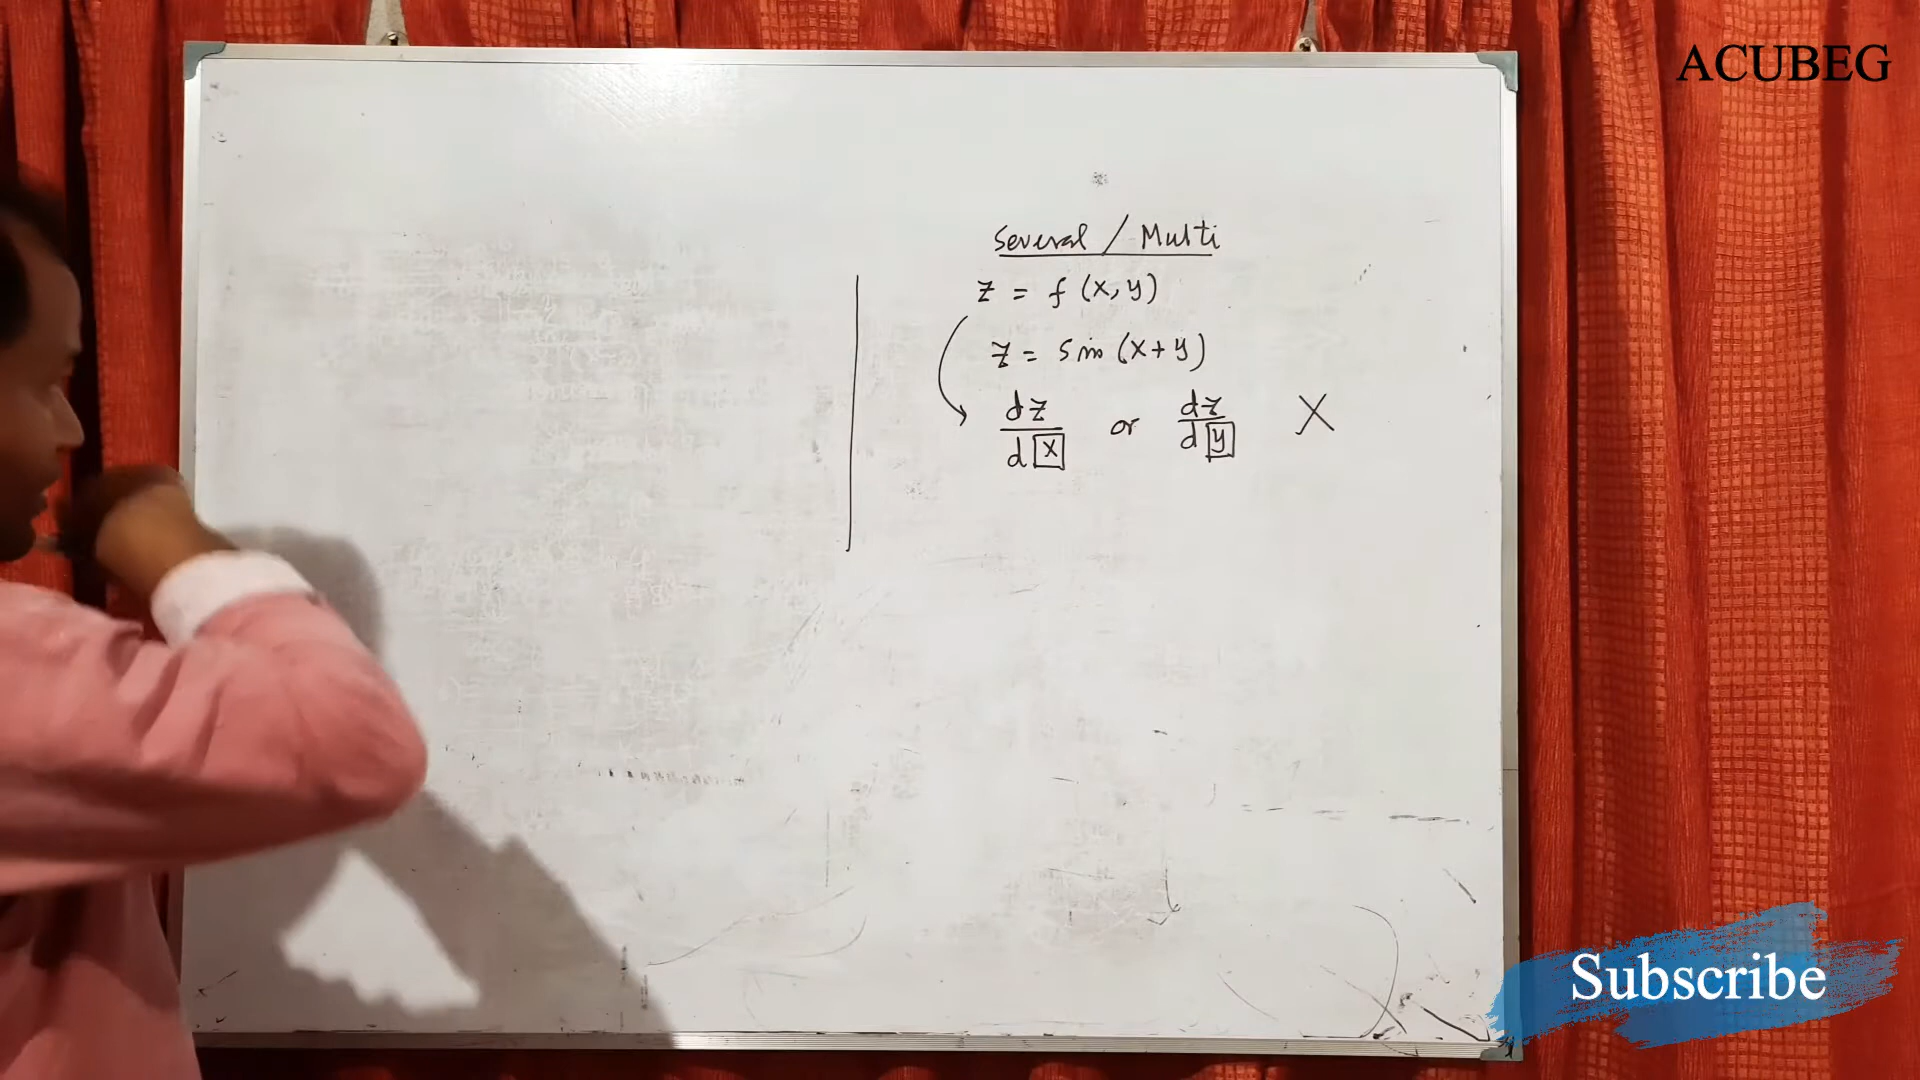 ACUBEG
Several / Multi
z = f (x, y)
z = sin (x + y)
dz/dx or dz/dy X
Subscribe